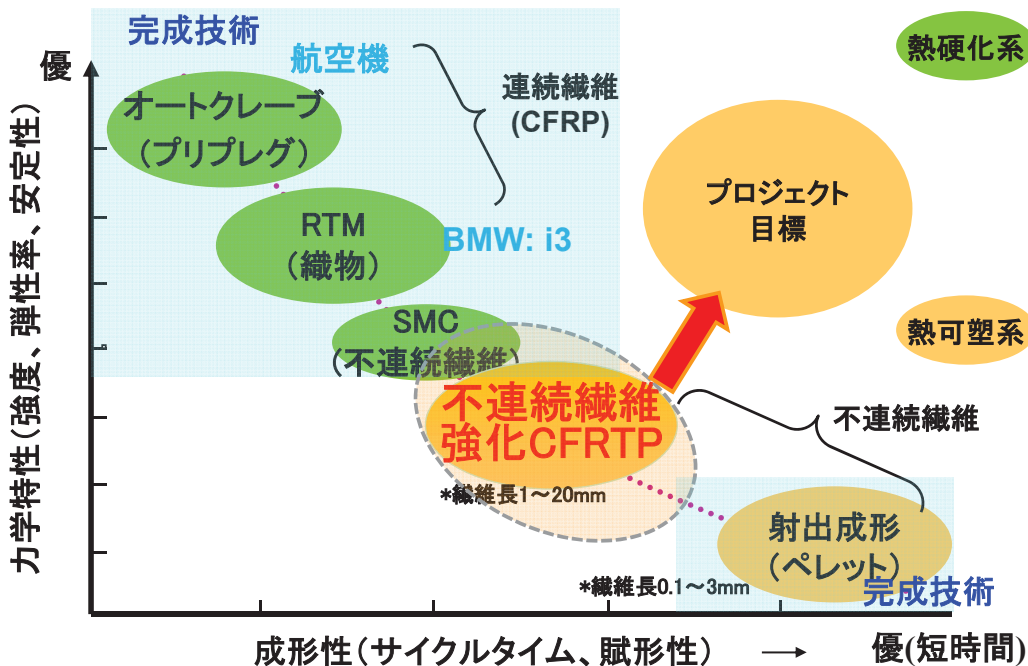 完成技術
優
航空機
熱硬化系
オートクレーブ
(プリプレグ)
連続繊維
(CFRP)
プロジェクト
目標
RTM
(織物)
BMW: i3
SMC
(不連続繊維)
熱可塑系
不連続繊維
強化CFRTP
不連続繊維
*繊維長1~20mm
射出成形
(ペレット)
*繊維長0.1~3mm
完成技術
力学特性(強度、弾性率、安定性)
成形性(サイクルタイム、賦形性) → 優(短時間)